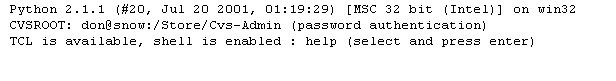 Python 2.1.1 (#20, Jul 20 2001, 01:19:29) [MSC 32 bit (Intel)] on win32
CVSROOT: don@snow:/Store/Cvs-Admin (password authentication)
TCL is available, shell is enabled : help (select and press enter)